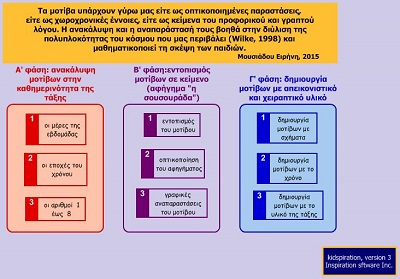 Τα μοτίβα υπάρχουν γύρω μας είτε ως οπτικοποιημένες παραστάσεις,
είτε ως χωροχρονικές έννοιες, είτε ως κείμενα του προφορικού και γραπτού
λόγου. Η ανακάλυψη και η αναπαράστασή τους βοηθά στην διύλιση της
πολυπλοκότητας του κόσμου που μας περιβάλει (Wilke, 1998) και
μαθηματικοποιεί τη σκέψη των παιδιών.
Μουσιάδου Ειρήνη, 2015
Α' φάση: ανακάλυψη
μοτίβων στην
καθημερινότητα της
τάξης
1
οι μέρες της
εβδομάδας
2
οι εποχές του
χρόνου
3
οι αριθμοί 1
έως 8
Β' φάση:εντοπισμός
μοτίβων σε κείμενο
(αφήγημα "η
σουσουράδα")
1
εντοπισμός
του μοτίβου
2
οπτικοποίηση
του αφηγήματος
3
γραφικές
αναπαραστάσεις
του μοτίβου
Γ' φάση: δημιουργία
μοτίβων με απεικονιστικό
και χειραπτικό υλικό
1
δημιουργία
μοτίβων με
σχήματα
2
δημιουργία
μοτίβων με
το χρόνο
3
δημιουργία
μοτίβων με το
υλικό της τάξης
kidspiration, version 3
Inspiration sftware Inc.